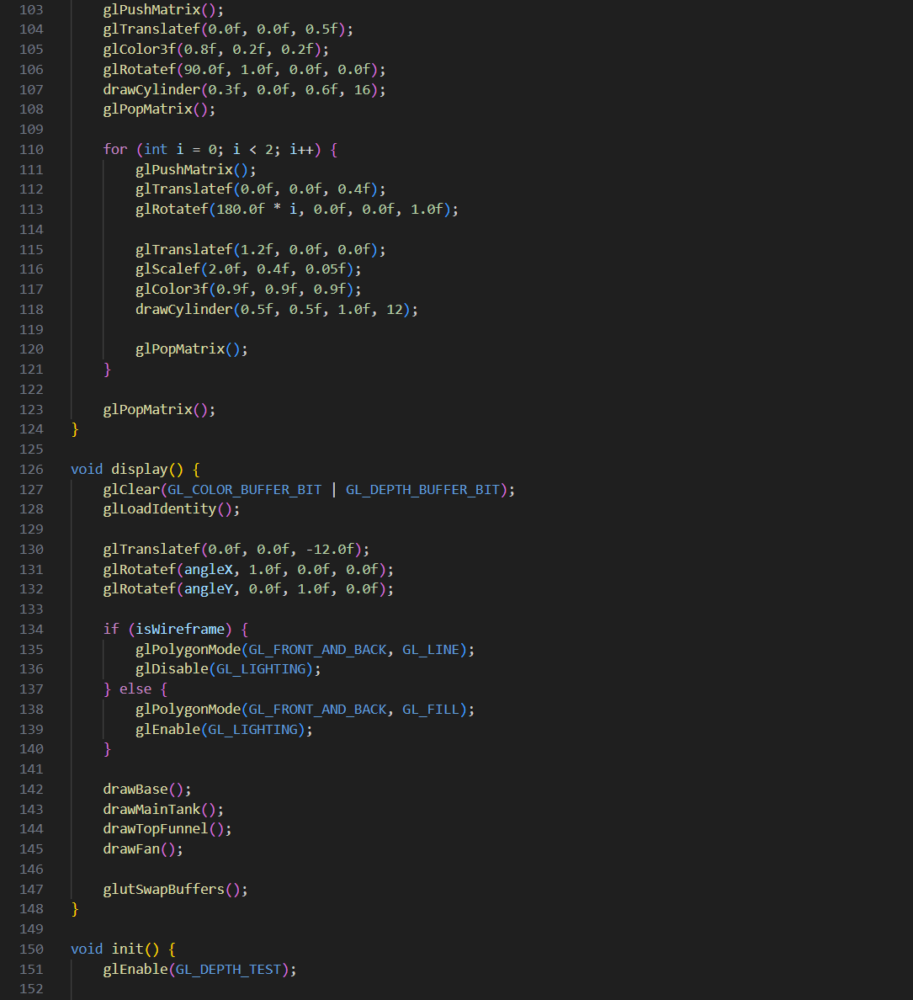 103 glPushMatrix();
104 glTranslatef(0.0f, 0.0f, 0.5f);
105 glColor3f(0.8f, 0.2f, 0.2f);
106 glRotatef(90.0f, 1.0f, 0.0f, 0.0f);
107 drawCylinder(0.3f, 0.0f, 0.6f, 16);
108 glPopMatrix();
109
110 for (int i = 0; i < 2; i++) {
111 glPushMatrix();
112 glTranslatef(0.0f, 0.0f, 0.4f);
113 glRotatef(180.0f * i, 0.0f, 0.0f, 1.0f);
114
115 glTranslatef(1.2f, 0.0f, 0.0f);
116 glScalef(2.0f, 0.4f, 0.05f);
117 glColor3f(0.9f, 0.9f, 0.9f);
118 drawCylinder(0.5f, 0.5f, 1.0f, 12);
119
120 glPopMatrix();
121 }
122
123 glPopMatrix();
124 }
125
126 void display() {
127 glClear(GL_COLOR_BUFFER_BIT | GL_DEPTH_BUFFER_BIT);
128 glLoadIdentity();
129
130 glTranslatef(0.0f, 0.0f, -12.0f);
131 glRotatef(angleX, 1.0f, 0.0f, 0.0f);
132 glRotatef(angleY, 0.0f, 1.0f, 0.0f);
133
134 if (isWireframe) {
135 glPolygonMode(GL_FRONT_AND_BACK, GL_LINE);
136 glDisable(GL_LIGHTING);
137 } else {
138 glPolygonMode(GL_FRONT_AND_BACK, GL_FILL);
139 glEnable(GL_LIGHTING);
140 }
141
142 drawBase();
143 drawMainTank();
144 drawTopFunnel();
145 drawFan();
146
147 glutSwapBuffers();
148 }
149
150 void init() {
151 glEnable(GL_DEPTH_TEST);
152